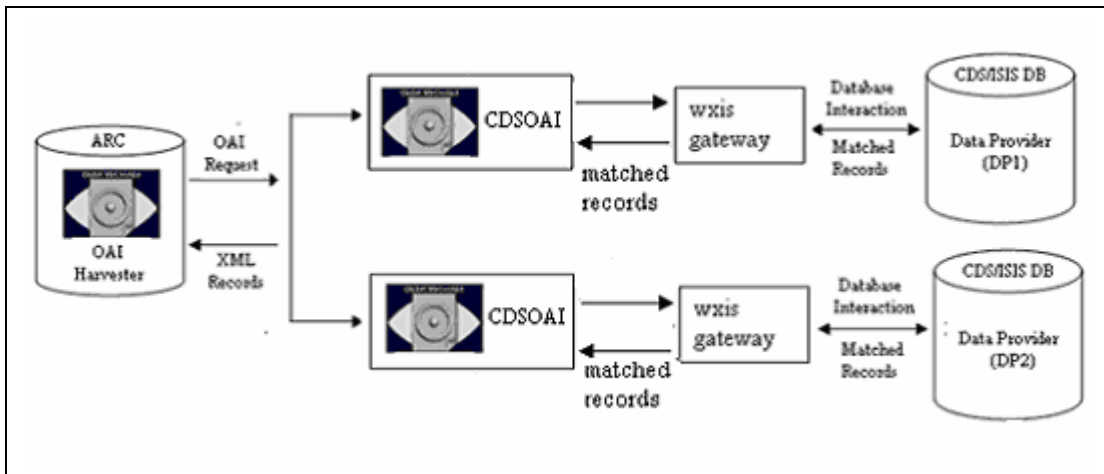 ARC
OAI
Harvester
OAI
Request
XML
Records
CDSOAI
matched
records
wxis
gateway
Database
Interaction
Matched
Records
CDS/ISIS DB
Data Provider
(DP1)
CDSOAI
matched
records
wxis
gateway
Database
Interaction
Matched
Records
CDS/ISIS DB
Data Provider
(DP2)